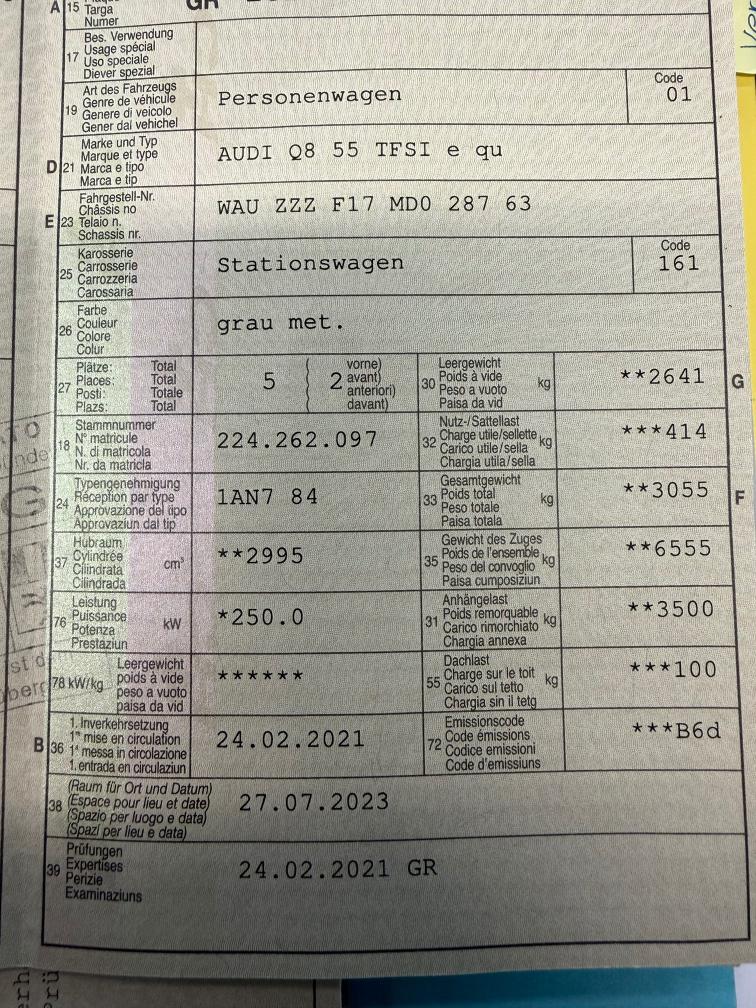 A 15 Targa
Numer
GR
Bes. Verwendung
17 Usage spécial
Uso speciale
Diever spezial
Art des Fahrzeugs
19 Genre de véhicule
Genere di veicolo
Gener dal vehichel
Personenwagen
Code
01
Marke und Typ
Marque et type
D 21 Marca e tipo
Marca e tip
AUDI Q8 55 TFSI e qu
Fahrgestell-Nr.
Châssis no
E 23 Telaio n.
Schassis nr.
WAU ZZZ F17 MD0 287 63
Karosserie
25 Carrosserie
Carrozzeria
Carossaria
Stationswagen
Code
161
Farbe
26 Couleur
Colore
Colur
grau met.
Plätze: Total
27 Places: Total
Posti: Totale
Plazs: Total
5 ( 2 vorne)
avant)
anteriori)
davant)
Leergewicht
30 Poids à vide kg
Peso a vuoto
Paisa da vid
**2641 G
Stammnummer
18 N° matricule
N. di matricola
Nr. da matricla
224.262.097
Nutz-/Sattellast
32 Charge utile/sellette kg
Carico utile/sella
Chargia utila/sella
***414
Typengenehmigung
24 Réception par type
Approvazione del tipo
Approvaziun dal tip
1AN7 84
Gesamtgewicht
33 Poids total kg
Peso totale
Paisa totala
**3055 F
Hubraum
37 Cylindrée cm³
Cilindrata
Cilindrada
**2995
Gewicht des Zuges
35 Poids de l'ensemble kg
Peso del convoglio
Paisa cumposiziun
**6555
Leistung
76 Puissance kW
Potenza
Prestaziun
*250.0
Anhängelast
31 Poids remorquable kg
Carico rimorchiato
Chargia annexa
**3500
Leergewicht
78 kW/kg poids à vide
peso a vuoto
paisa da vid
******
Dachlast
55 Charge sur le toit kg
Carico sul tetto
Chargia sin il tetg
***100
1. Inverkehrsetzung
B 36 1re mise en circulation
1a messa in circolazione
1. entrada en circulaziun
24.02.2021
Emissionscode
72 Code émissions
Codice emissioni
Code d'emissiuns
***B6d
(Raum für Ort und Datum)
38 (Espace pour lieu et date)
(Spazio per luogo e data)
(Spazi per lieu e data)
27.07.2023
Prüfungen
39 Expertises
Perizie
Examinaziuns
24.02.2021 GR